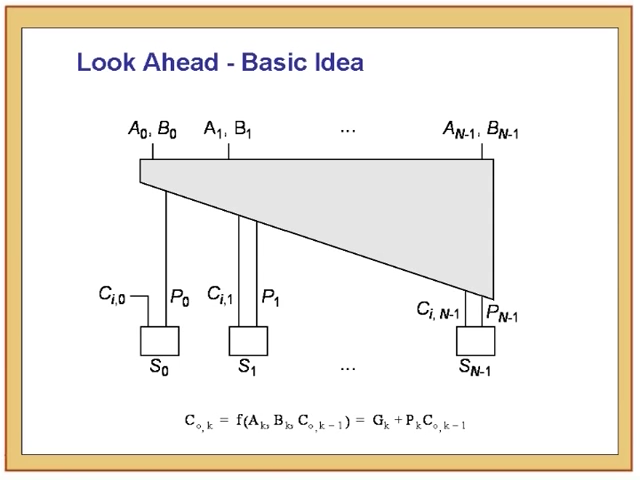 Look Ahead - Basic Idea
A0, B0 A1, B1 ... AN-1, BN-1
Ci,0 P0 Ci,1 P1 Ci, N-1 PN-1
S0 S1 ... SN-1
Co,k = f(Ak, Bk, Co,k-1) = Gk + PkCo,k-1